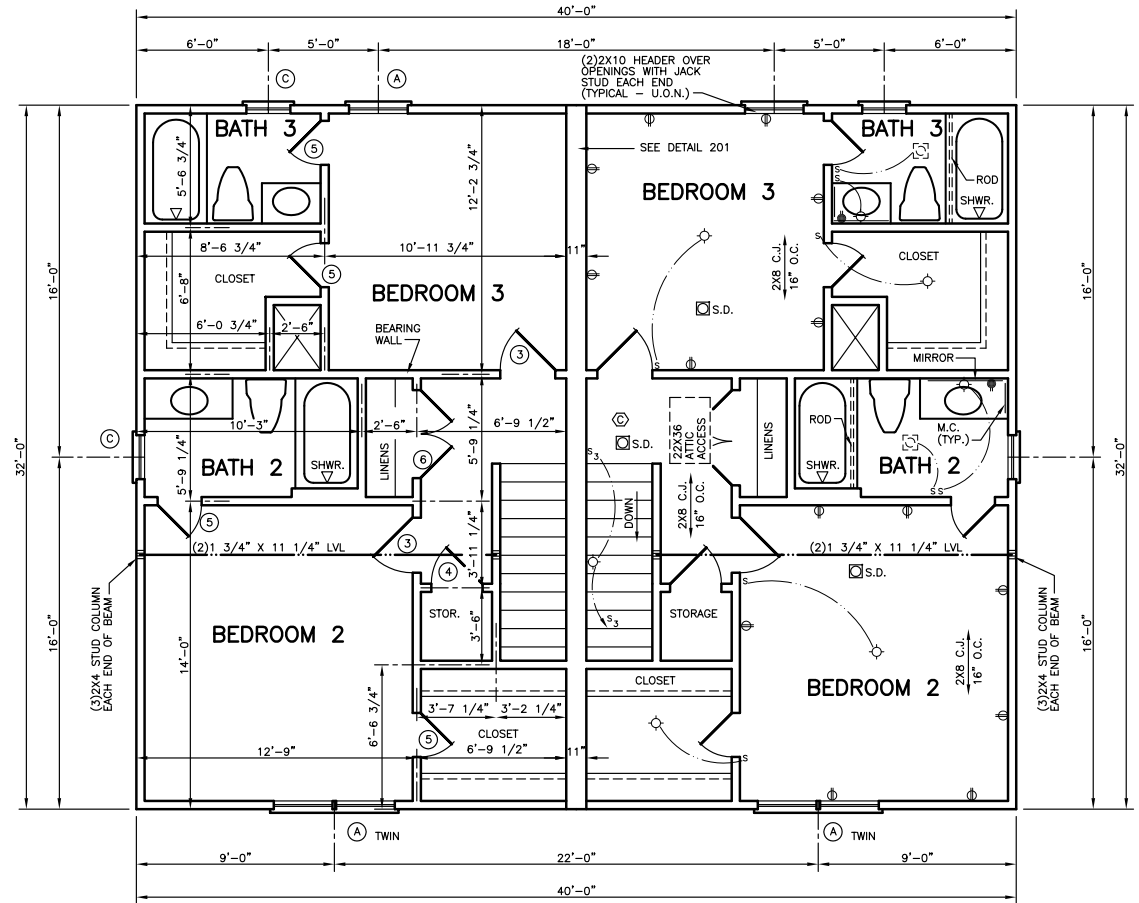 40'-0"
6'-0"
5'-0"
18'-0"
5'-0"
6'-0"
(2)2X10 HEADER OVER
OPENINGS WITH JACK
STUD EACH END
(TYPICAL - U.O.N.)
C
A
BATH 3
5
5'-6 3/4"
12'-2 3/4"
SEE DETAIL 201
BEDROOM 3
BATH 3
S
S
ROD
SHWR.
8'-6 3/4"
10'-11 3/4"
11"
S
2X8 C.J.
16" O.C.
CLOSET
CLOSET
5
6'-8"
16'-0"
16'-0"
BEDROOM 3
S.D.
6'-0 3/4"
2'-6"
BEARING
WALL
3
S
S
MIRROR
C
10'-3"
2'-6"
6'-9 1/2"
C
S.D.
22X36
ATTIC
ACCESS
LINENS
ROD
M.C.
(TYP.)
32'-0"
32'-0"
5'-9 1/4"
BATH 2
SHWR.
LINENS
6
5'-9 1/4"
S3
SHWR.
BATH 2
SS
5
DOWN
2X8 C.J.
16" O.C.
(2)1 3/4" X 11 1/4" LVL
3
3'-11 1/4"
(2)1 3/4" X 11 1/4" LVL
4
S.D.
S
(3)2X4 STUD COLUMN
EACH END OF BEAM
STOR.
3'-6"
S3
STORAGE
(3)2X4 STUD COLUMN
EACH END OF BEAM
BEDROOM 2
16'-0"
14'-0"
16'-0"
2X8 C.J.
16" O.C.
CLOSET
BEDROOM 2
6'-6 3/4"
3'-7 1/4"
3'-2 1/4"
CLOSET
5
12'-9"
6'-9 1/2"
11"
S
A TWIN
A TWIN
9'-0"
22'-0"
9'-0"
40'-0"